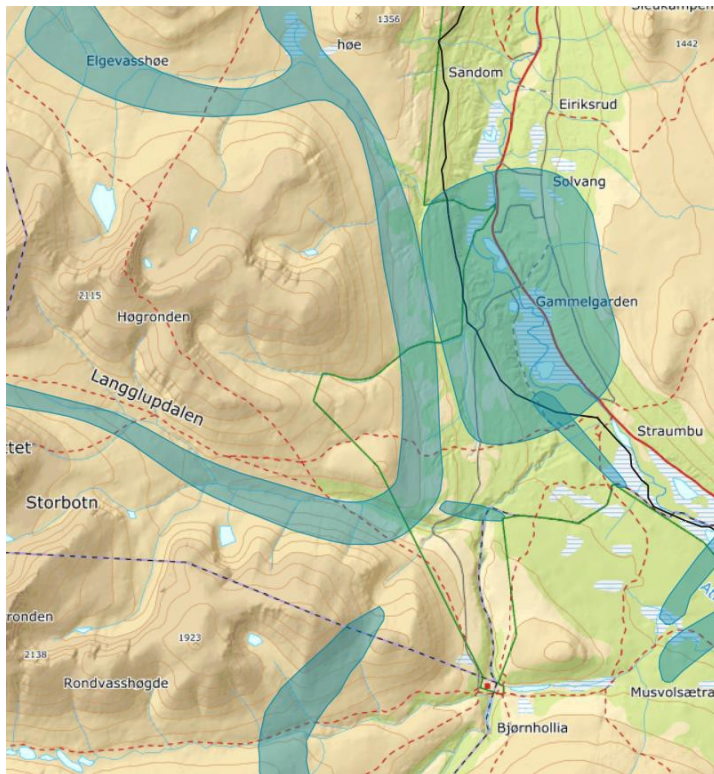 1356
1442
høe
Elgevasshøe
Sandom
Eiriksrud
Solvang
2115
Gammelgarden
Høgronden
Langglupdalen
Straumbu
Storbotn
ronden
1923
2138
Rondvasshøgde
Musvolsætra
Bjørnhollia